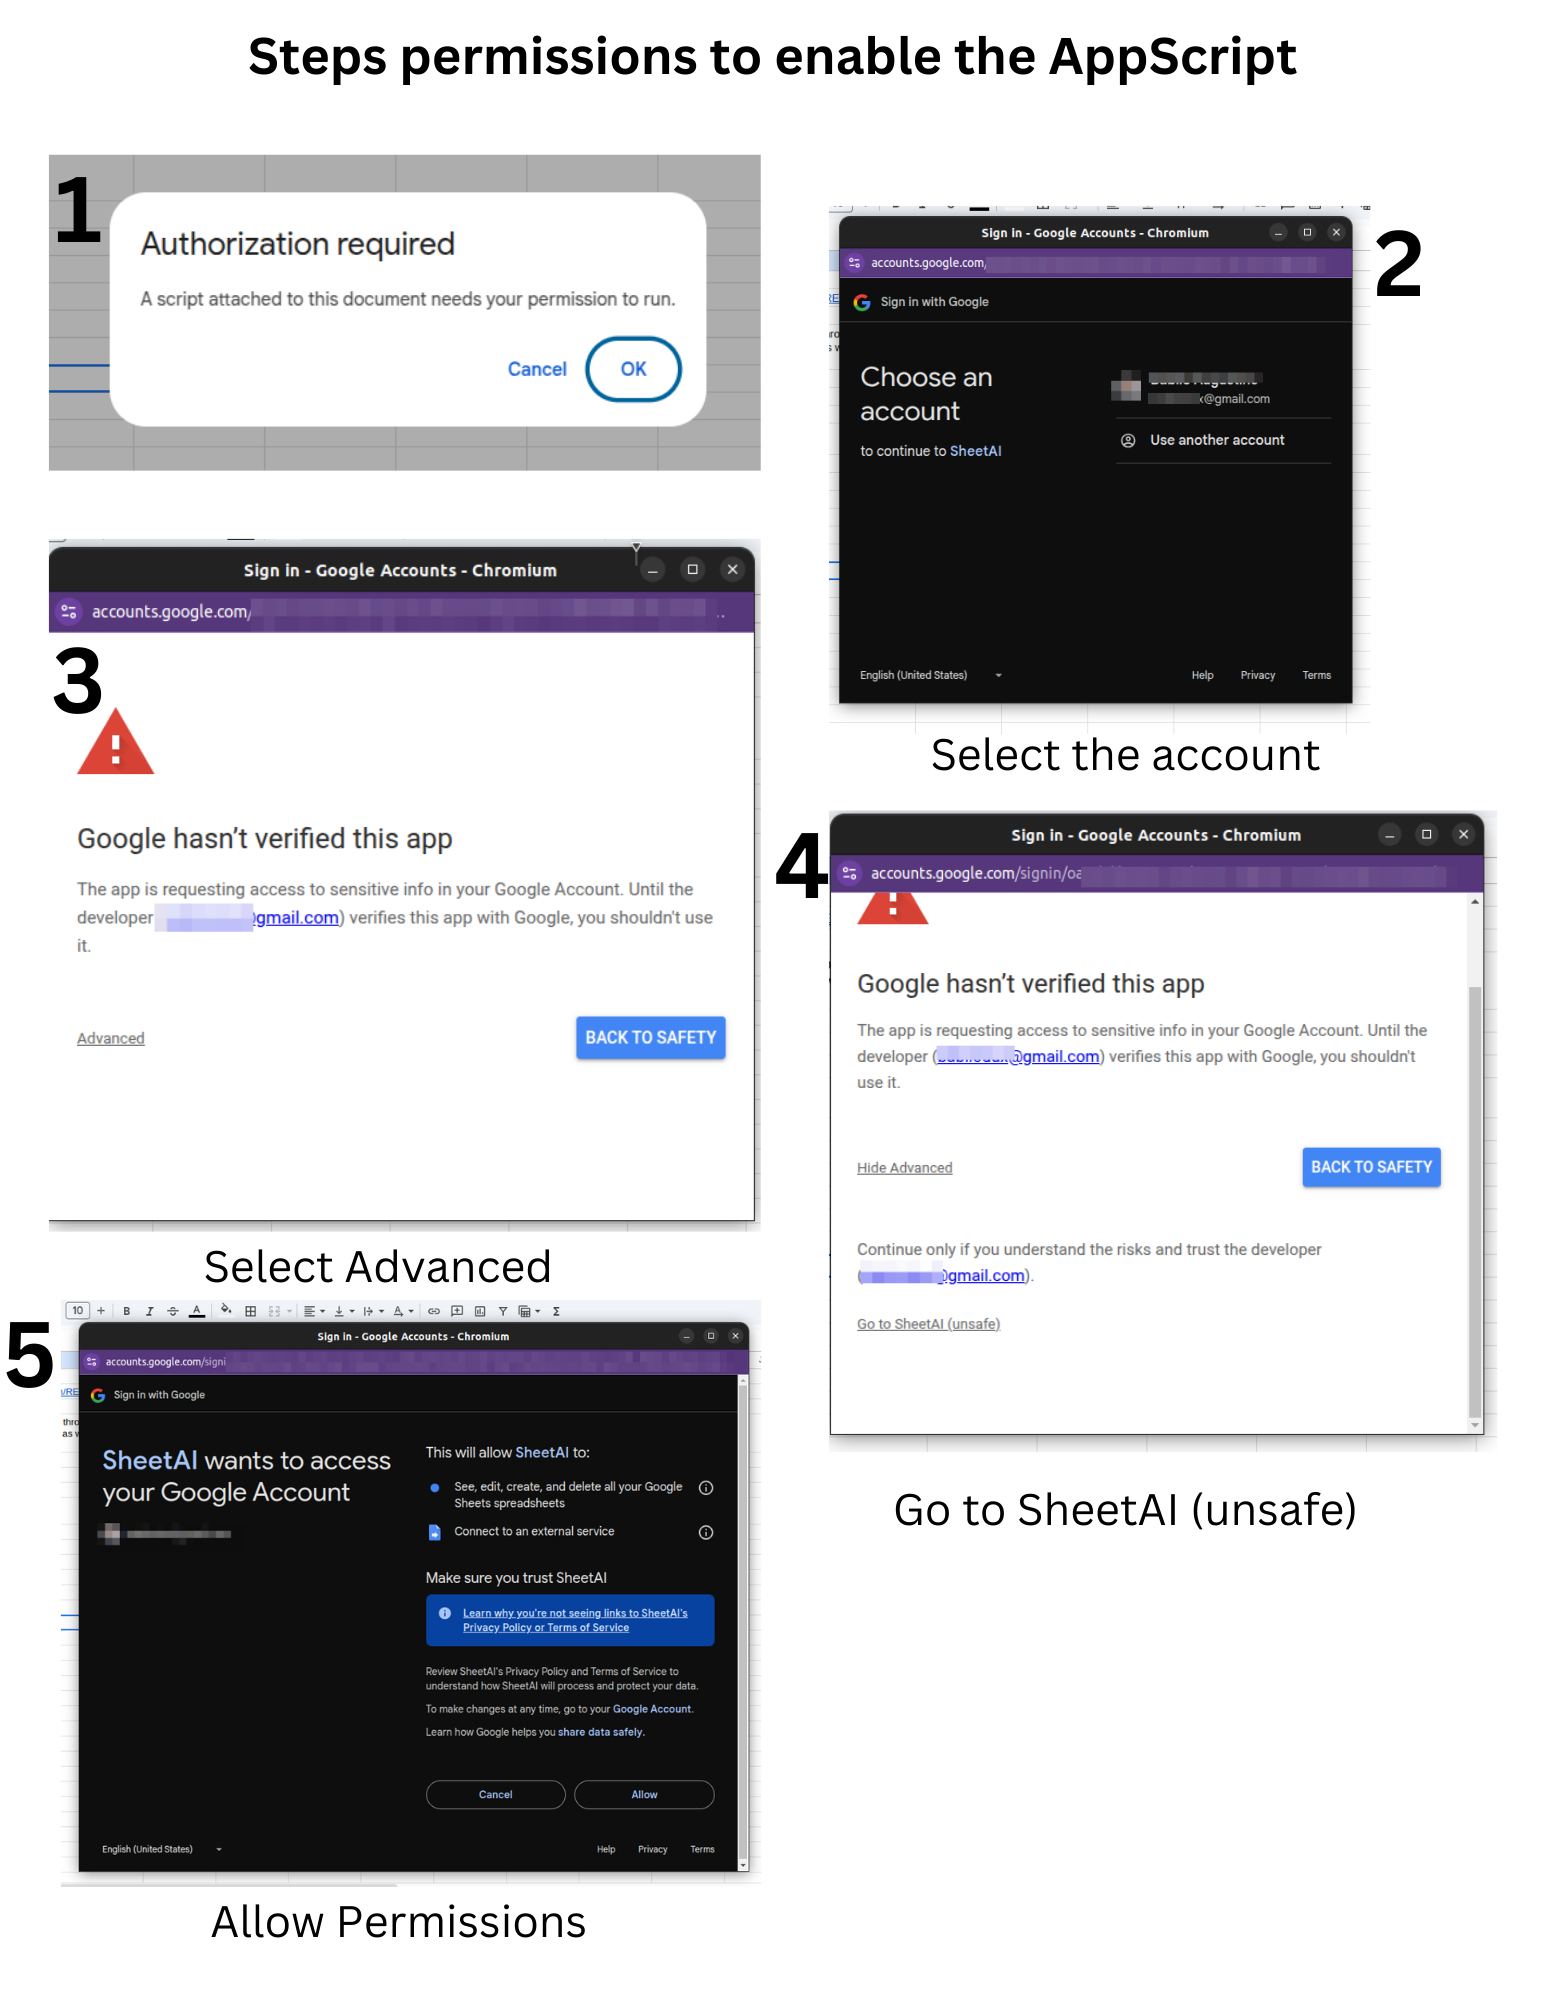 Steps permissions to enable the AppScript
1
Authorization required
A script attached to this document needs your permission to run.
Cancel
OK
2
Sign in - Google Accounts - Chromium
accounts.google.com/
Sign in with Google
Choose an
account
to continue to SheetAI
@gmail.com
Use another account
English (United States)
Help Privacy Terms
Select the account
3
Sign in - Google Accounts - Chromium
accounts.google.com/
Google hasn't verified this app
The app is requesting access to sensitive info in your Google Account. Until the
developer @gmail.com) verifies this app with Google, you shouldn't use
it.
Advanced
BACK TO SAFETY
Select Advanced
4
Sign in - Google Accounts - Chromium
accounts.google.com/signin/oa
Google hasn't verified this app
The app is requesting access to sensitive info in your Google Account. Until the
developer (@gmail.com) verifies this app with Google, you shouldn't
use it.
Hide Advanced
BACK TO SAFETY
Continue only if you understand the risks and trust the developer
(@gmail.com).
Go to SheetAI (unsafe)
Go to SheetAI (unsafe)
5
10
Sign in - Google Accounts - Chromium
accounts.google.com/signi
Sign in with Google
SheetAI wants to access
your Google Account
This will allow SheetAI to:
See, edit, create, and delete all your Google
Sheets spreadsheets
Connect to an external service
Make sure you trust SheetAI
Learn why you're not seeing links to SheetAI's
Privacy Policy or Terms of Service
Review SheetAI's Privacy Policy and Terms of Service to
understand how SheetAI will process and protect your data.
To make changes at any time, go to your Google Account.
Learn how Google helps you share data safely.
Cancel
Allow
English (United States)
Help Privacy Terms
Allow Permissions